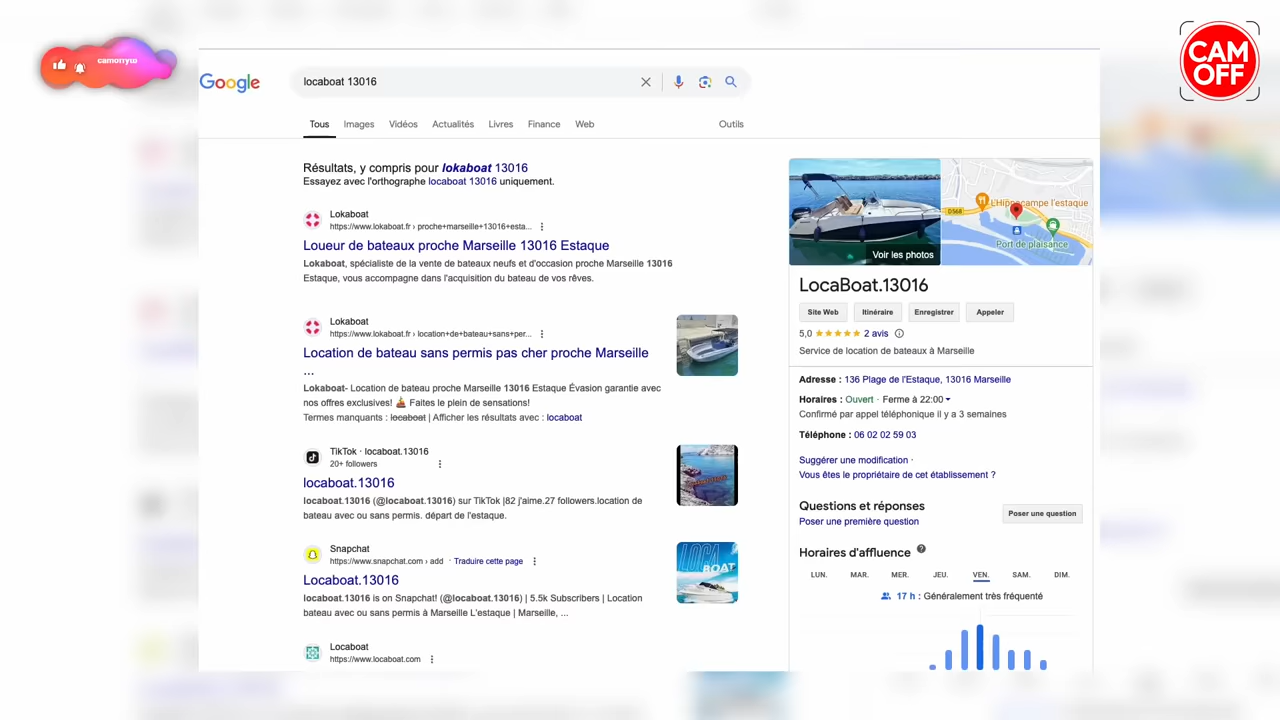 camorryw
CAM
OFF
Google
locaboat 13016
Tous Images Vidéos Actualités Livres Finance Web Outils
Résultats, y compris pour lokaboat 13016
Essayez avec l'orthographe locaboat 13016 uniquement.
Lokaboat
https://www.lokaboat.fr › proche+marseille+13016+esta...
Loueur de bateaux proche Marseille 13016 Estaque
Lokaboat, spécialiste de la vente de bateaux neufs et d'occasion proche Marseille 13016
Estaque, vous accompagne dans l'acquisition du bateau de vos rêves.
Lokaboat
https://www.lokaboat.fr › location+de+bateau+sans+per...
Location de bateau sans permis pas cher proche Marseille
...
Lokaboat- Location de bateau proche Marseille 13016 Estaque Évasion garantie avec
nos offres exclusives! ⛵ Faites le plein de sensations!
Termes manquants : locaboat | Afficher les résultats avec : locaboat
TikTok · locaboat.13016
20+ followers
locaboat.13016
locaboat.13016 (@locaboat.13016) sur TikTok |82 j'aime.27 followers.location de
bateau avec ou sans permis. départ de l'estaque.
Snapchat
https://www.snapchat.com › add · Traduire cette page
Locaboat.13016
locaboat.13016 is on Snapchat! (@locaboat.13016) | 5.5k Subscribers | Location
bateau avec ou sans permis à Marseille L'estaque | Marseille, ...
LOCA
BOAT
Locaboat
https://www.locaboat.com
Voir les photos
D568
L'Hippocampe l'estaque
Port de plaisance
LocaBoat.13016
Site Web Itinéraire Enregistrer Appeler
5,0 2 avis
Service de location de bateaux à Marseille
Adresse : 136 Plage de l'Estaque, 13016 Marseille
Horaires : Ouvert · Ferme à 22:00
Confirmé par appel téléphonique il y a 3 semaines
Téléphone : 06 02 02 59 03
Suggérer une modification ·
Vous êtes le propriétaire de cet établissement ?
Questions et réponses
Poser une première question
Poser une question
Horaires d'affluence
LUN. MAR. MER. JEU. VEN. SAM. DIM.
17 h : Généralement très fréquenté